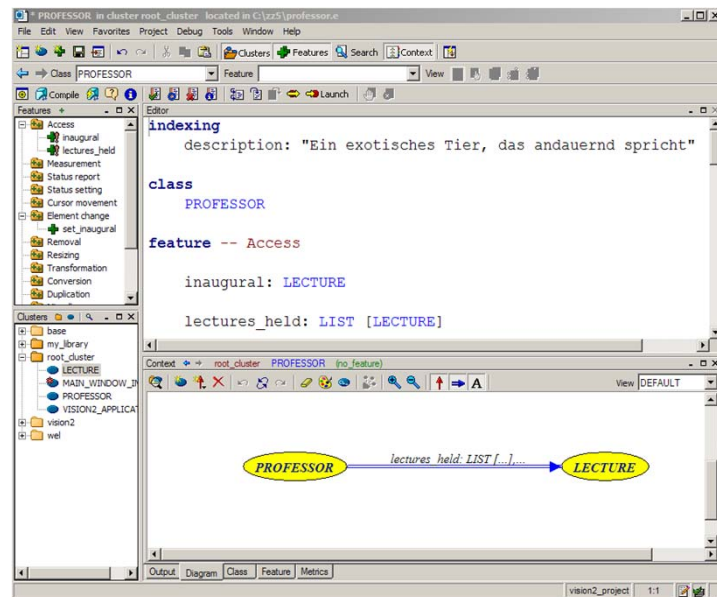 * PROFESSOR in cluster root_cluster located in C:\zz5\professor.e
File Edit View Favorites Project Debug Tools Window Help
Clusters Features Search Context
Class PROFESSOR Feature View
Compile Launch
Features
Access
inaugural
lectures_held
Measurement
Status report
Status setting
Cursor movement
Element change
set_inaugural
Removal
Resizing
Transformation
Conversion
Duplication
Editor
indexing
description: "Ein exotisches Tier, das andauernd spricht"
class
PROFESSOR
feature -- Access
inaugural: LECTURE
lectures_held: LIST [LECTURE]
Clusters
base
my_library
root_cluster
LECTURE
MAIN_WINDOW_IM
PROFESSOR
VISION2_APPLICAT
vision2
wel
Context root_cluster PROFESSOR (no_feature)
A View DEFAULT
PROFESSOR lectures_held: LIST [...],... LECTURE
Output Diagram Class Feature Metrics
vision2_project 1:1